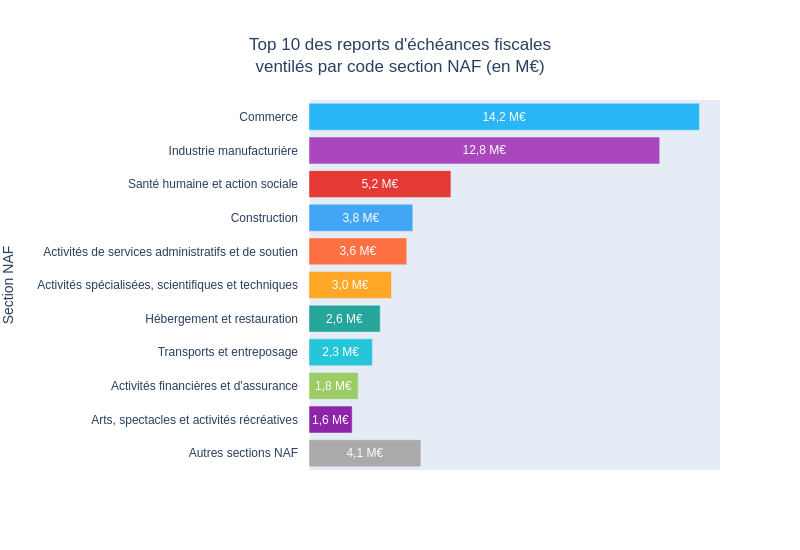 Top 10 des reports d'échéances fiscales
ventilés par code section NAF (en M€)
Section NAF
Commerce 14,2 M€
Industrie manufacturière 12,8 M€
Santé humaine et action sociale 5,2 M€
Construction 3,8 M€
Activités de services administratifs et de soutien 3,6 M€
Activités spécialisées, scientifiques et techniques 3,0 M€
Hébergement et restauration 2,6 M€
Transports et entreposage 2,3 M€
Activités financières et d'assurance 1,8 M€
Arts, spectacles et activités récréatives 1,6 M€
Autres sections NAF 4,1 M€